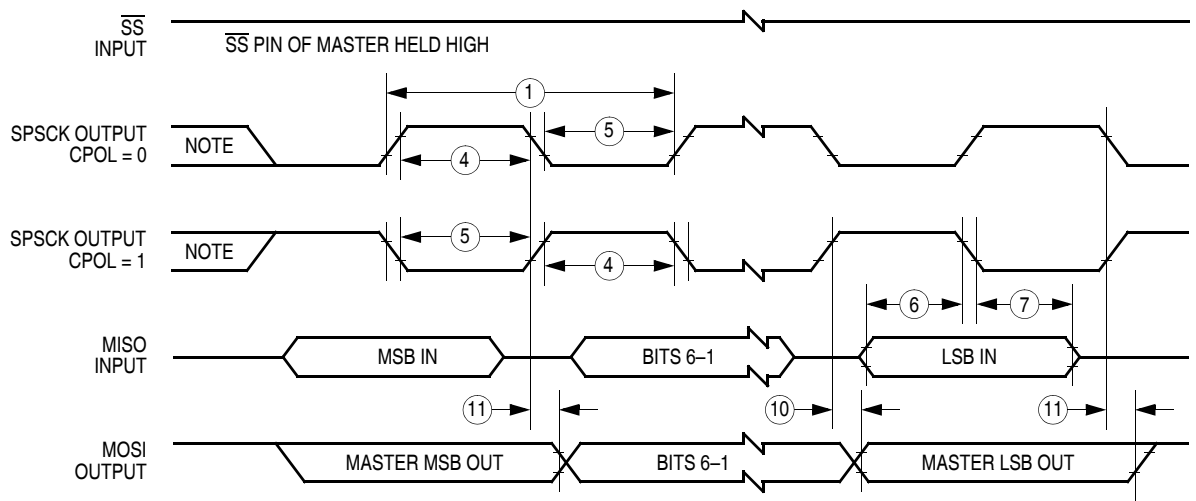 SS
INPUT
SS PIN OF MASTER HELD HIGH
1
SPSCK OUTPUT
CPOL = 0
NOTE
5
4
SPSCK OUTPUT
CPOL = 1
NOTE
5
4
6
7
MISO
INPUT
MSB IN
BITS 6–1
LSB IN
11
10
11
MOSI
OUTPUT
MASTER MSB OUT
BITS 6–1
MASTER LSB OUT